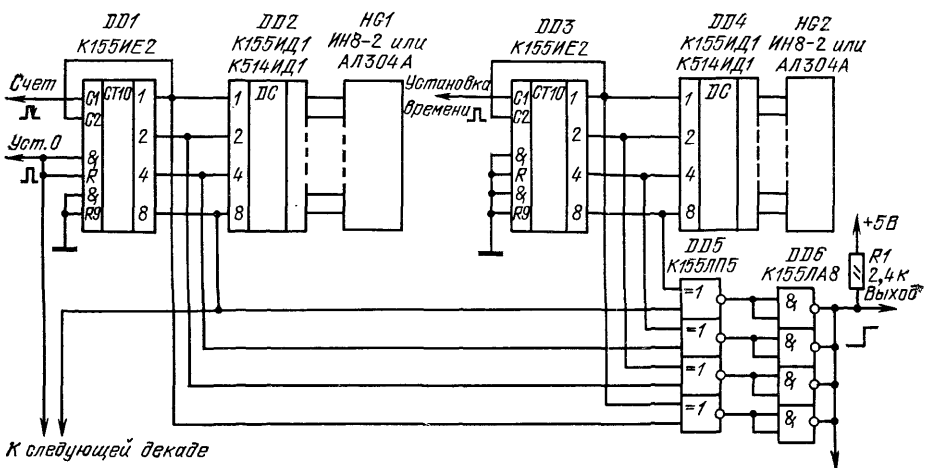 DD1
К155ИЕ2
DD2
К155ИД1
К514ИД1
HG1
ИН8-2 или
АЛ304А
DD3
К155ИЕ2
DD4
К155ИД1
К514ИД1
HG2
ИН8-2 или
АЛ304А
Счет
Уст.0
C1
C2
&
R
&
R9
СТ10
1
2
4
8
1
2
4
8
DC
Установка
времени
C1
C2
&
R
&
R9
СТ10
1
2
4
8
1
2
4
8
DC
DD5
К155ЛП5
=1
=1
=1
=1
DD6
К155ЛА8
&
&
&
&
+5В
R1
2,4к
Выход
К следующей декаде